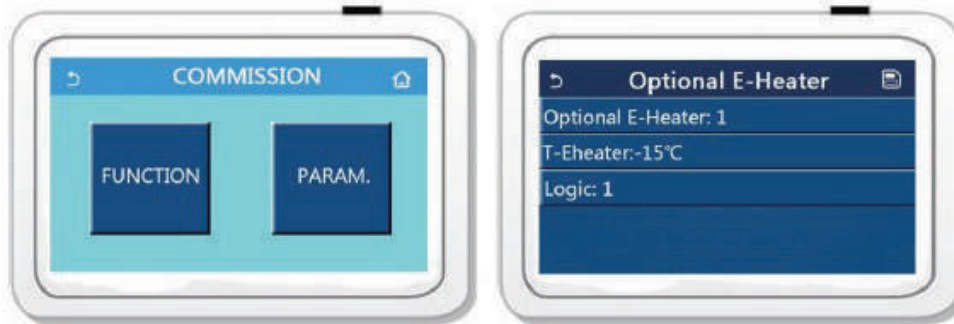 COMMISSION
FUNCTION
PARAM.
Optional E-Heater
Optional E-Heater: 1
T-Eheater:-15℃
Logic: 1